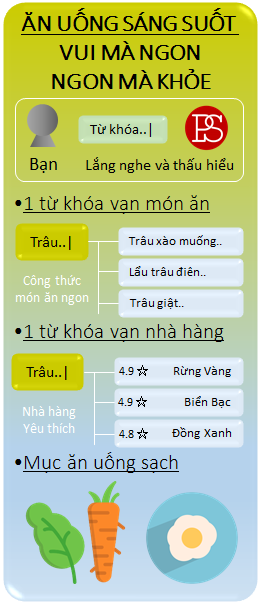 ĂN UỐNG SÁNG SUỐT
VUI MÀ NGON
NGON MÀ KHỎE
Từ khóa..|
PS
Bạn
Lắng nghe và thấu hiểu
•1 từ khóa vạn món ăn
Trâu..|
Công thức
món ăn ngon
Trâu xào muống..
Lẩu trâu điên..
Trâu giật..
•1 từ khóa vạn nhà hàng
Trâu..|
Nhà hàng
Yêu thích
4.9 ☆ Rừng Vàng
4.9 ☆ Biển Bạc
4.8 ☆ Đồng Xanh
•Mục ăn uống sạch